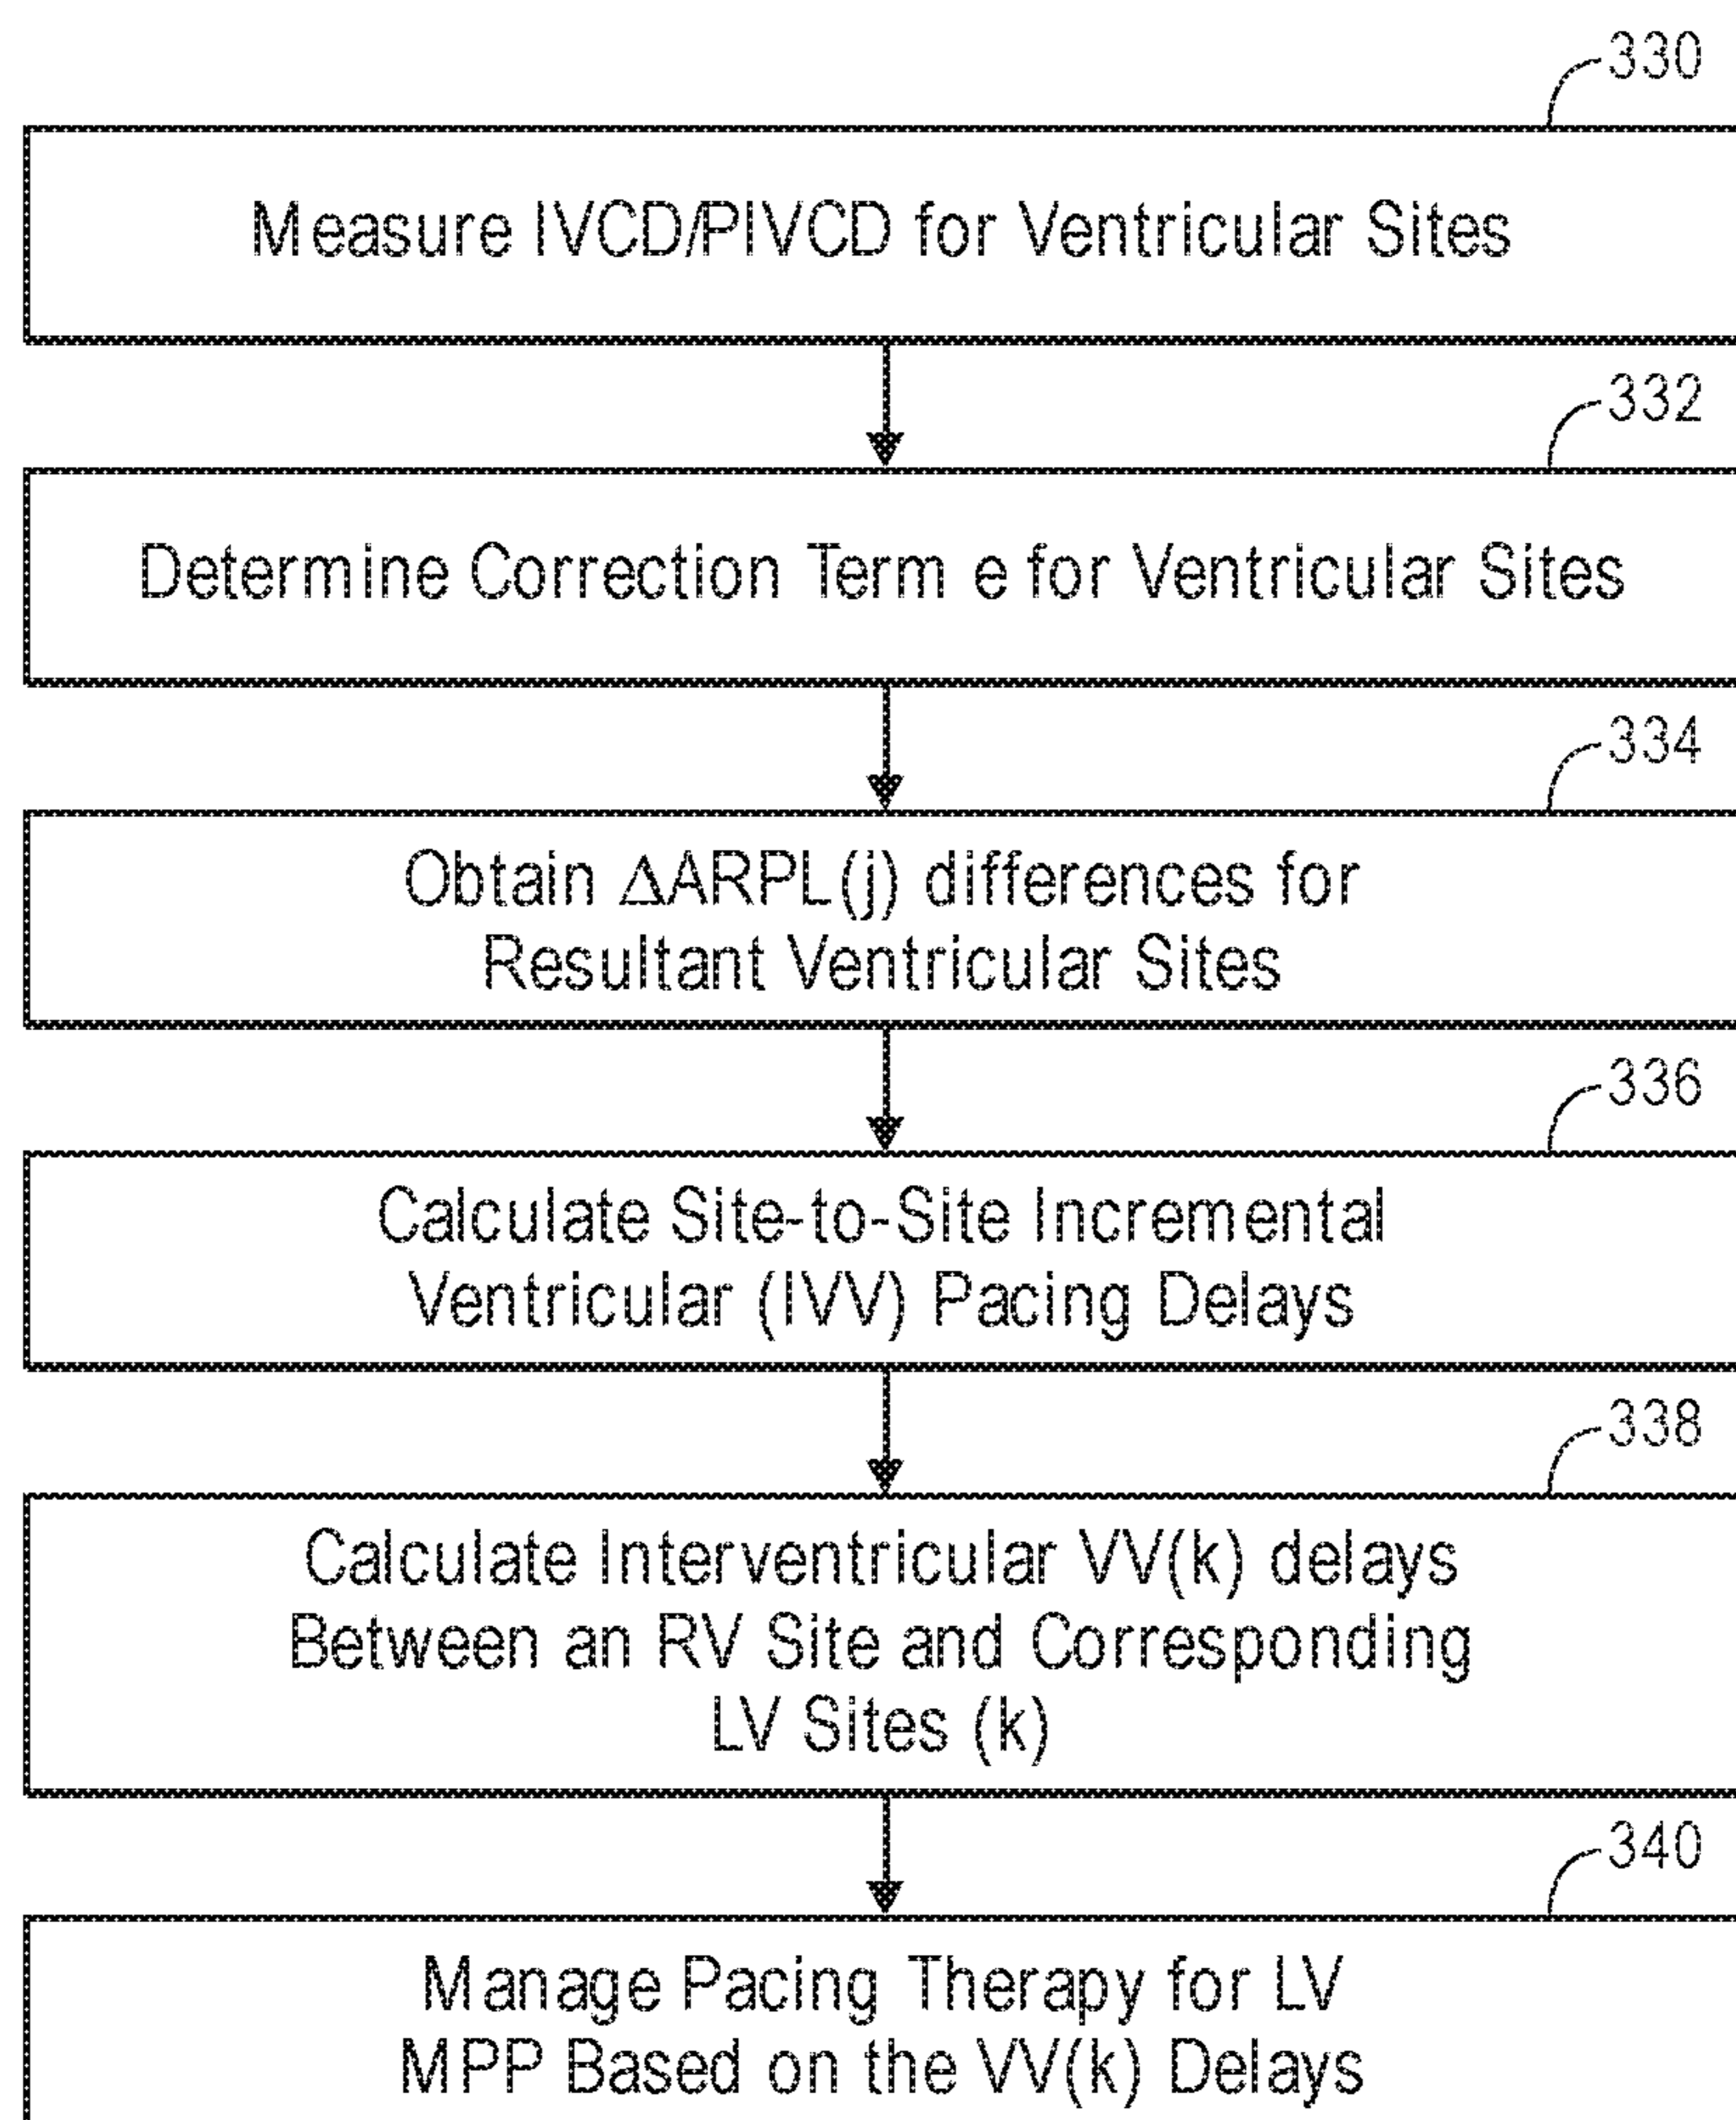 330
Measure IVCD/PIVCD for Ventricular Sites
332
Determine Correction Term e for Ventricular Sites
334
Obtain ΔARPL(j) differences for
Resultant Ventricular Sites
336
Calculate Site-to-Site Incremental
Ventricular (IVV) Pacing Delays
338
Calculate Interventricular VV(k) delays
Between an RV Site and Corresponding
LV Sites (k)
340
Manage Pacing Therapy for LV
MPP Based on the VV(k) Delays